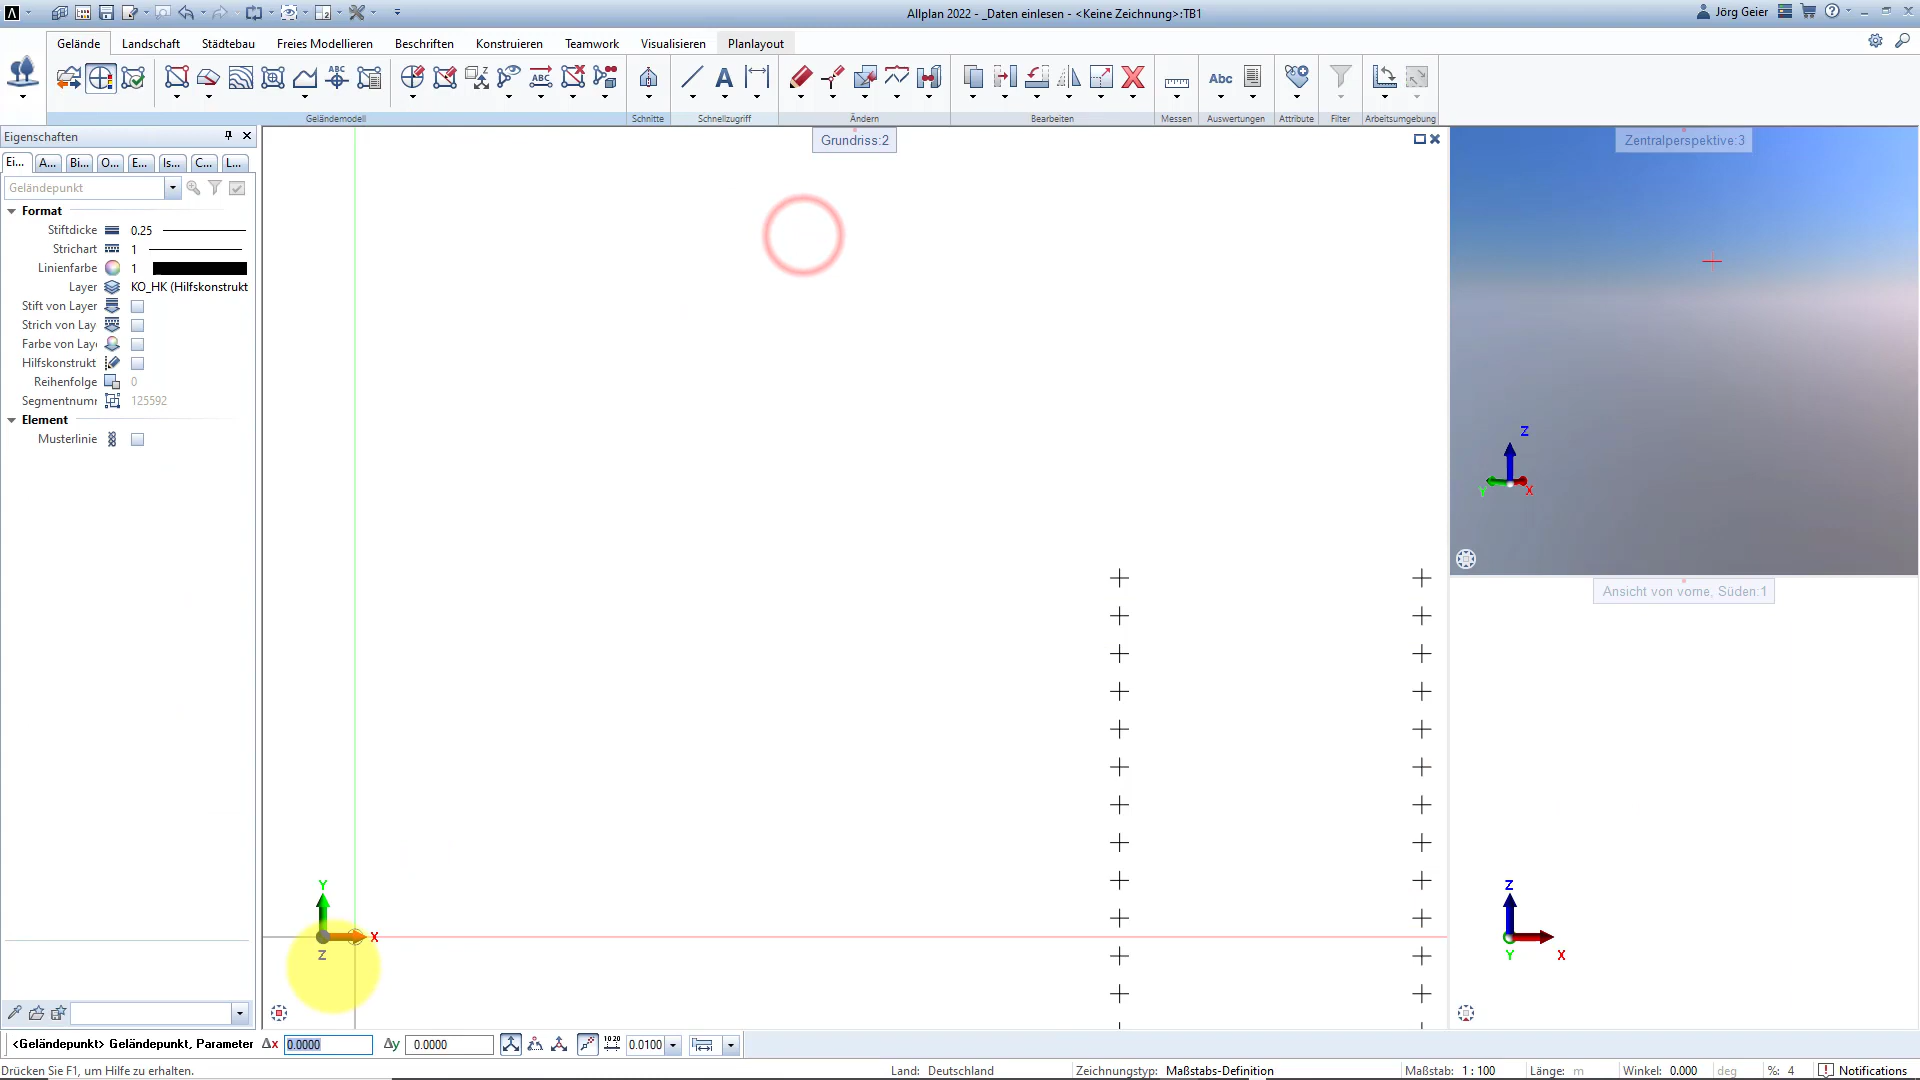 Allplan 2022 - _Daten einlesen - <Keine Zeichnung>:TB1
Jörg Geier
Gelände Landschaft Städtebau Freies Modellieren Beschriften Konstruieren Teamwork Visualisieren Planlayout
Abc
Geländemodell Schnitte Schnellzugriff Ändern Bearbeiten Messen Auswertungen Attribute Filter Arbeitsumgebung
Eigenschaften
Ei... A... Bi... O... E... Is... C... L...
Geländepunkt
Format
Stiftdicke 0.25
Strichart 1
Linienfarbe 1
Layer KO_HK (Hilfskonstrukt
Stift von Layer
Strich von Lay
Farbe von Laye
Hilfskonstrukt
Reihenfolge 0
Segmentnumr 125592
Element
Musterlinie
Grundriss:2
Y
X
Z
Zentralperspektive:3
Z
Y
X
Ansicht von vorne, Süden:1
Z
Y
X
<Geländepunkt> Geländepunkt, Parameter Δx 0.0000 Δy 0.0000 0.0100
Drücken Sie F1, um Hilfe zu erhalten.
Land: Deutschland Zeichnungstyp: Maßstabs-Definition Maßstab: 1 : 100 Länge: m Winkel: 0.000 deg %: 4 Notifications